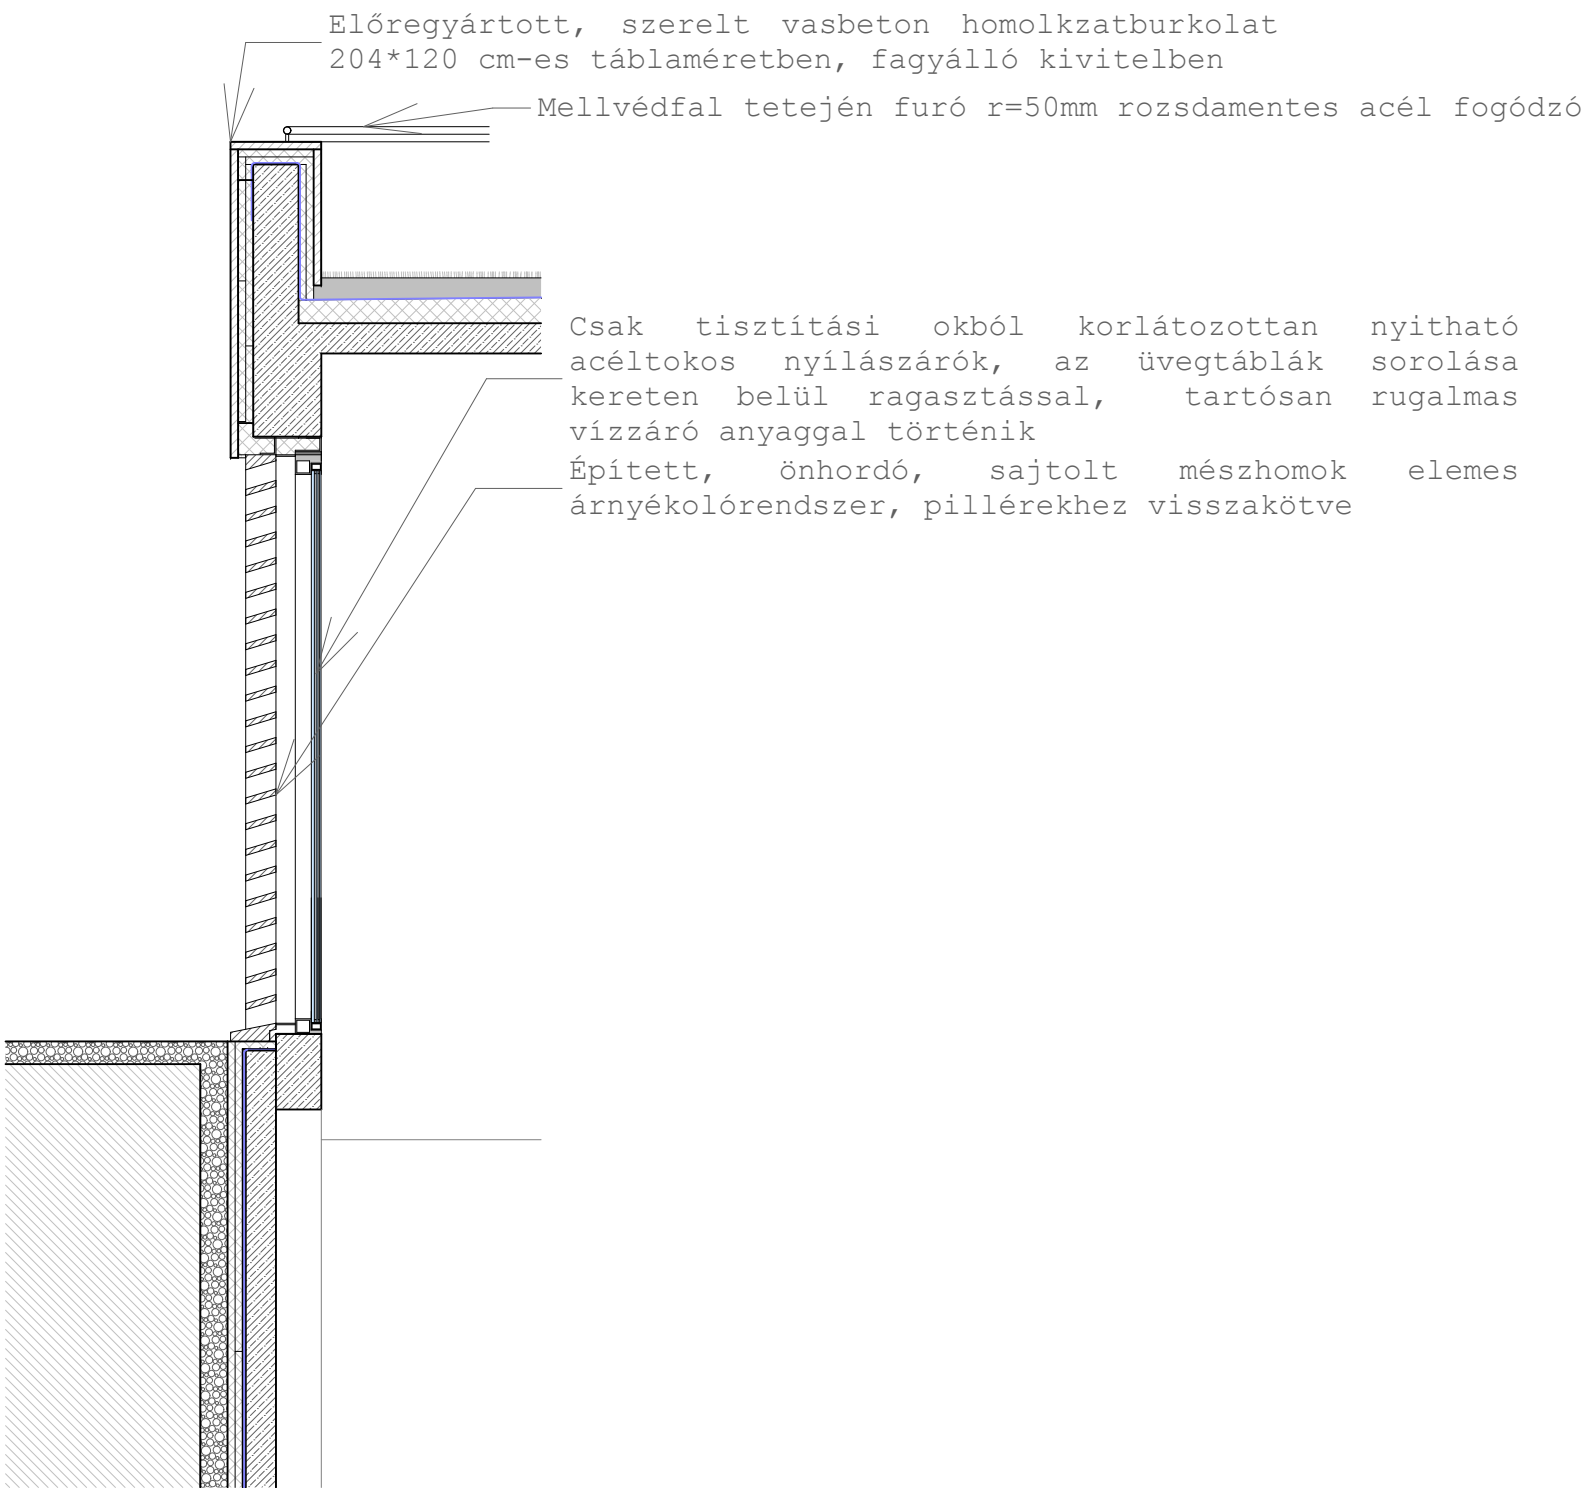 Előregyártott, szerelt vasbeton homolkzatburkolat
204*120 cm-es táblaméretben, fagyálló kivitelben
Mellvédfal tetején furó r=50mm rozsdamentes acél fogódzó
Csak tisztítási okból korlátozottan nyitható
acéltokos nyílászárók, az üvegtáblák sorolása
kereten belül ragasztással, tartósan rugalmas
vízzáró anyaggal történik
Épített, önhordó, sajtolt mészhomok elemes
árnyékolórendszer, pillérekhez visszakötve